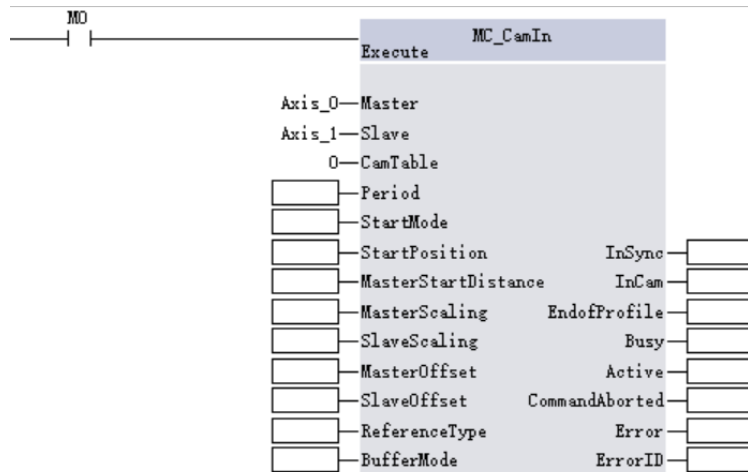 M0
MC_CamIn
Execute
Axis_0 Master
Axis_1 Slave
0 CamTable
Period
StartMode
StartPosition InSync
MasterStartDistance InCam
MasterScaling EndofProfile
SlaveScaling Busy
MasterOffset Active
SlaveOffset CommandAborted
ReferenceType Error
BufferMode ErrorID